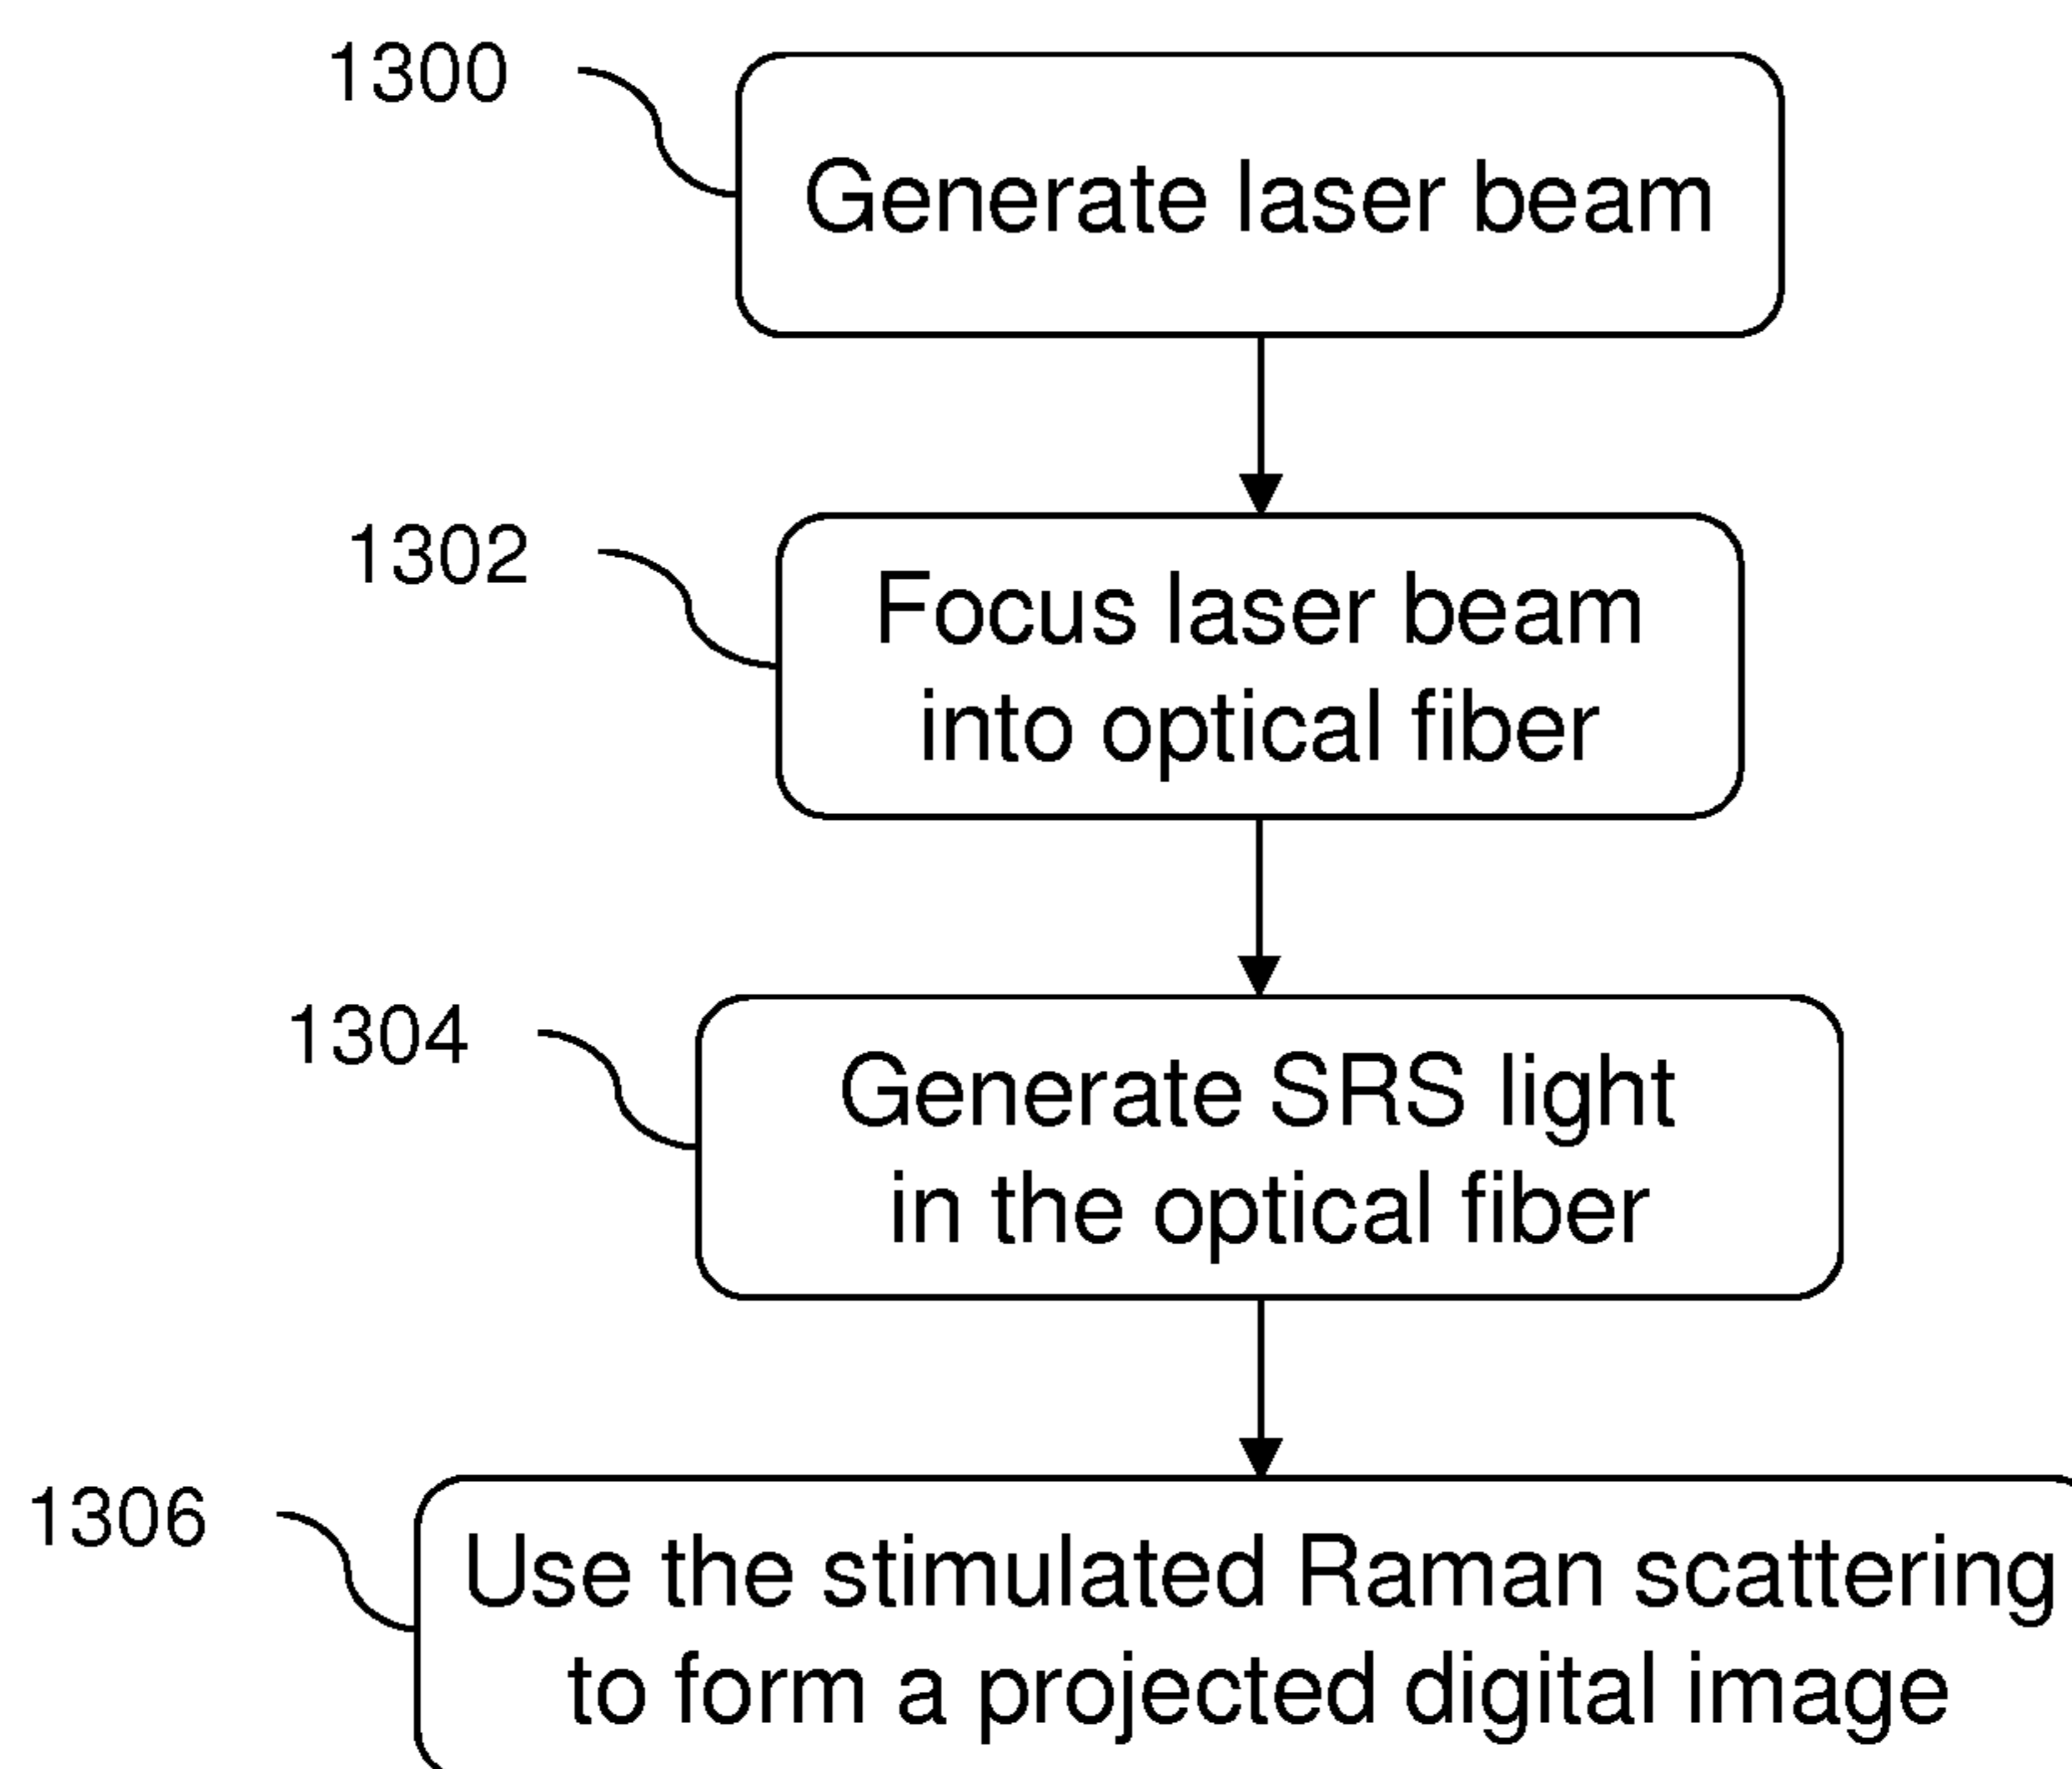 1300
Generate laser beam
1302
Focus laser beam
into optical fiber
1304
Generate SRS light
in the optical fiber
1306
Use the stimulated Raman scattering
to form a projected digital image